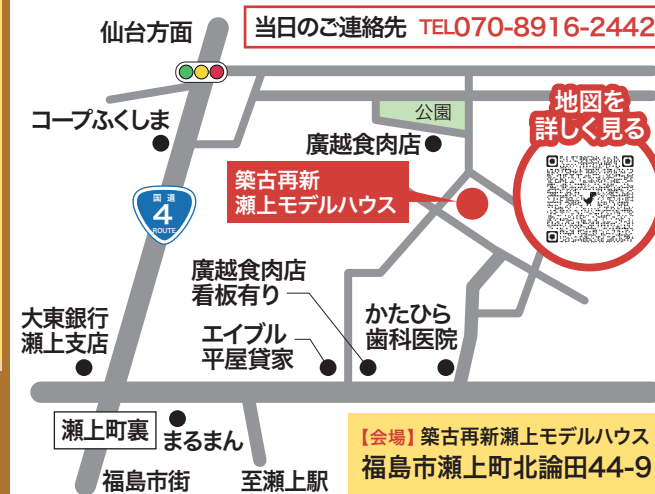 仙台方面
当日のご連絡先 TEL070-8916-2442
地図を
詳しく見る
公園
コープふくしま
廣越食肉店
築古再新
瀬上モデルハウス
国道
4
ROUTE
廣越食肉店
看板有り
大東銀行
瀬上支店
エイブル
平屋貸家
かたひら
歯科医院
瀬上町裏
まるまん
福島市街
至瀬上駅
【会場】築古再新瀬上モデルハウス
福島市瀬上町北論田44-9